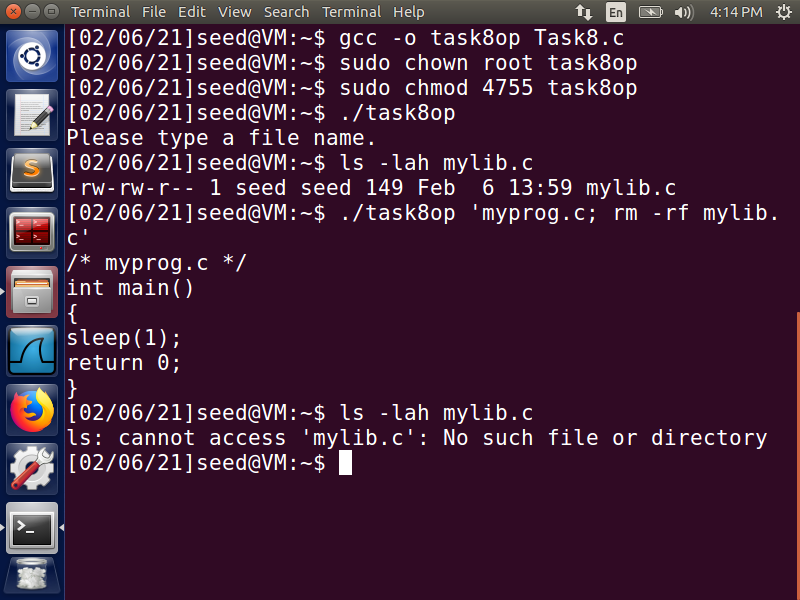 Terminal File Edit View Search Terminal Help En 4:14 PM
[02/06/21]seed@VM:~$ gcc -o task8op Task8.c
[02/06/21]seed@VM:~$ sudo chown root task8op
[02/06/21]seed@VM:~$ sudo chmod 4755 task8op
[02/06/21]seed@VM:~$ ./task8op
Please type a file name.
[02/06/21]seed@VM:~$ ls -lah mylib.c
-rw-rw-r-- 1 seed seed 149 Feb  6 13:59 mylib.c
[02/06/21]seed@VM:~$ ./task8op 'myprog.c; rm -rf mylib.
c'
/* myprog.c */
int main()
{
sleep(1);
return 0;
}
[02/06/21]seed@VM:~$ ls -lah mylib.c
ls: cannot access 'mylib.c': No such file or directory
[02/06/21]seed@VM:~$